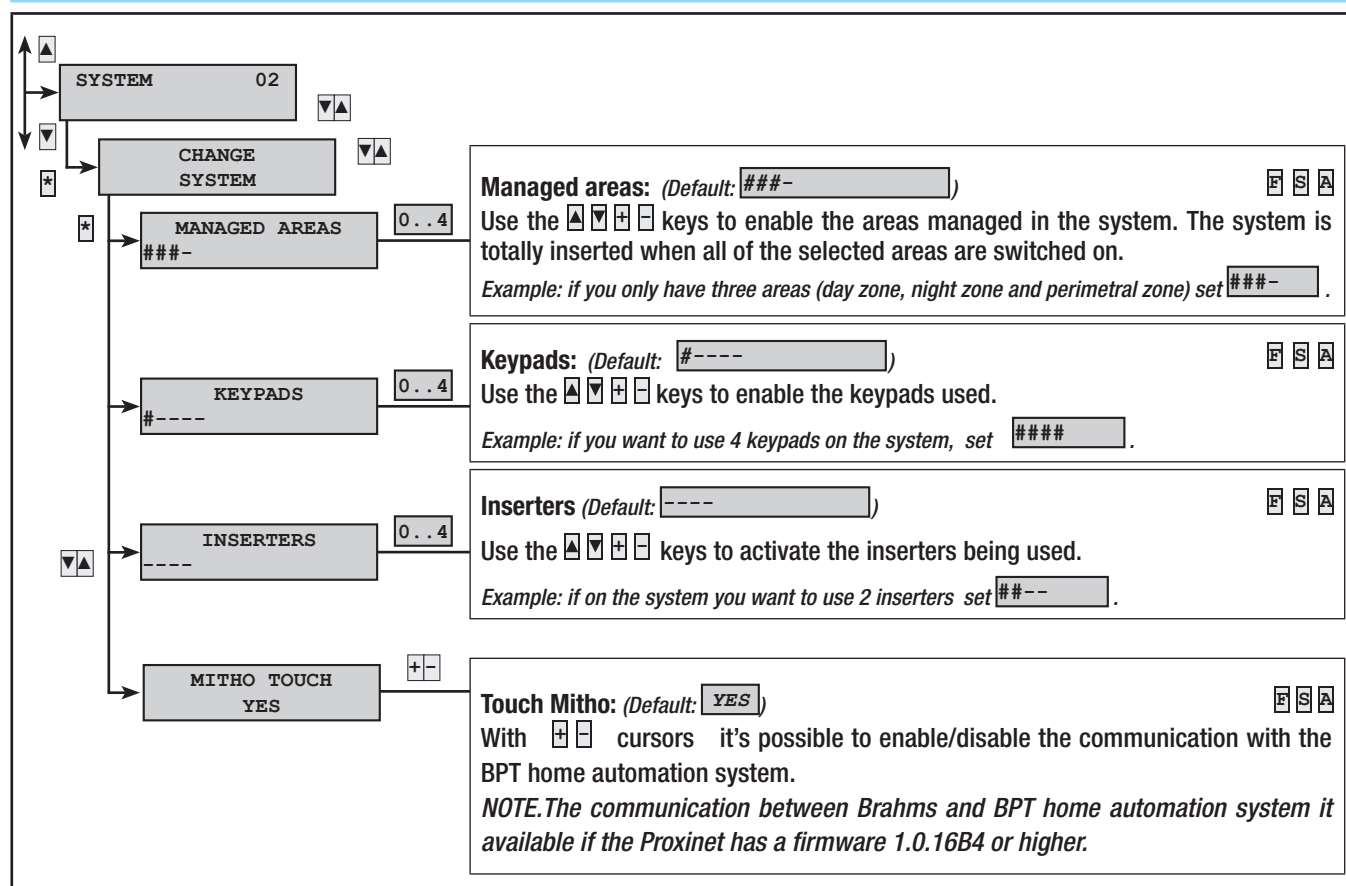 ▲
SYSTEM 02
▼▲
▼
CHANGE
SYSTEM
▼▲
*
*
MANAGED AREAS
###-
0..4
Managed areas: (Default: ###- )
F S A
Use the ▲ ▼ + - keys to enable the areas managed in the system. The system is
totally inserted when all of the selected areas are switched on.
Example: if you only have three areas (day zone, night zone and perimetral zone) set ###- .
KEYPADS
#----
0..4
Keypads: (Default: #---- )
F S A
Use the ▲ ▼ + - keys to enable the keypads used.
Example: if you want to use 4 keypads on the system, set #### .
▼▲
INSERTERS
----
0..4
Inserters (Default: ---- )
F S A
Use the ▲ ▼ + - keys to activate the inserters being used.
Example: if on the system you want to use 2 inserters set ##-- .
MITHO TOUCH
YES
+-
Touch Mitho: (Default: YES )
F S A
With + - cursors it's possible to enable/disable the communication with the
BPT home automation system.
NOTE.The communication between Brahms and BPT home automation system it
available if the Proxinet has a firmware 1.0.16B4 or higher.